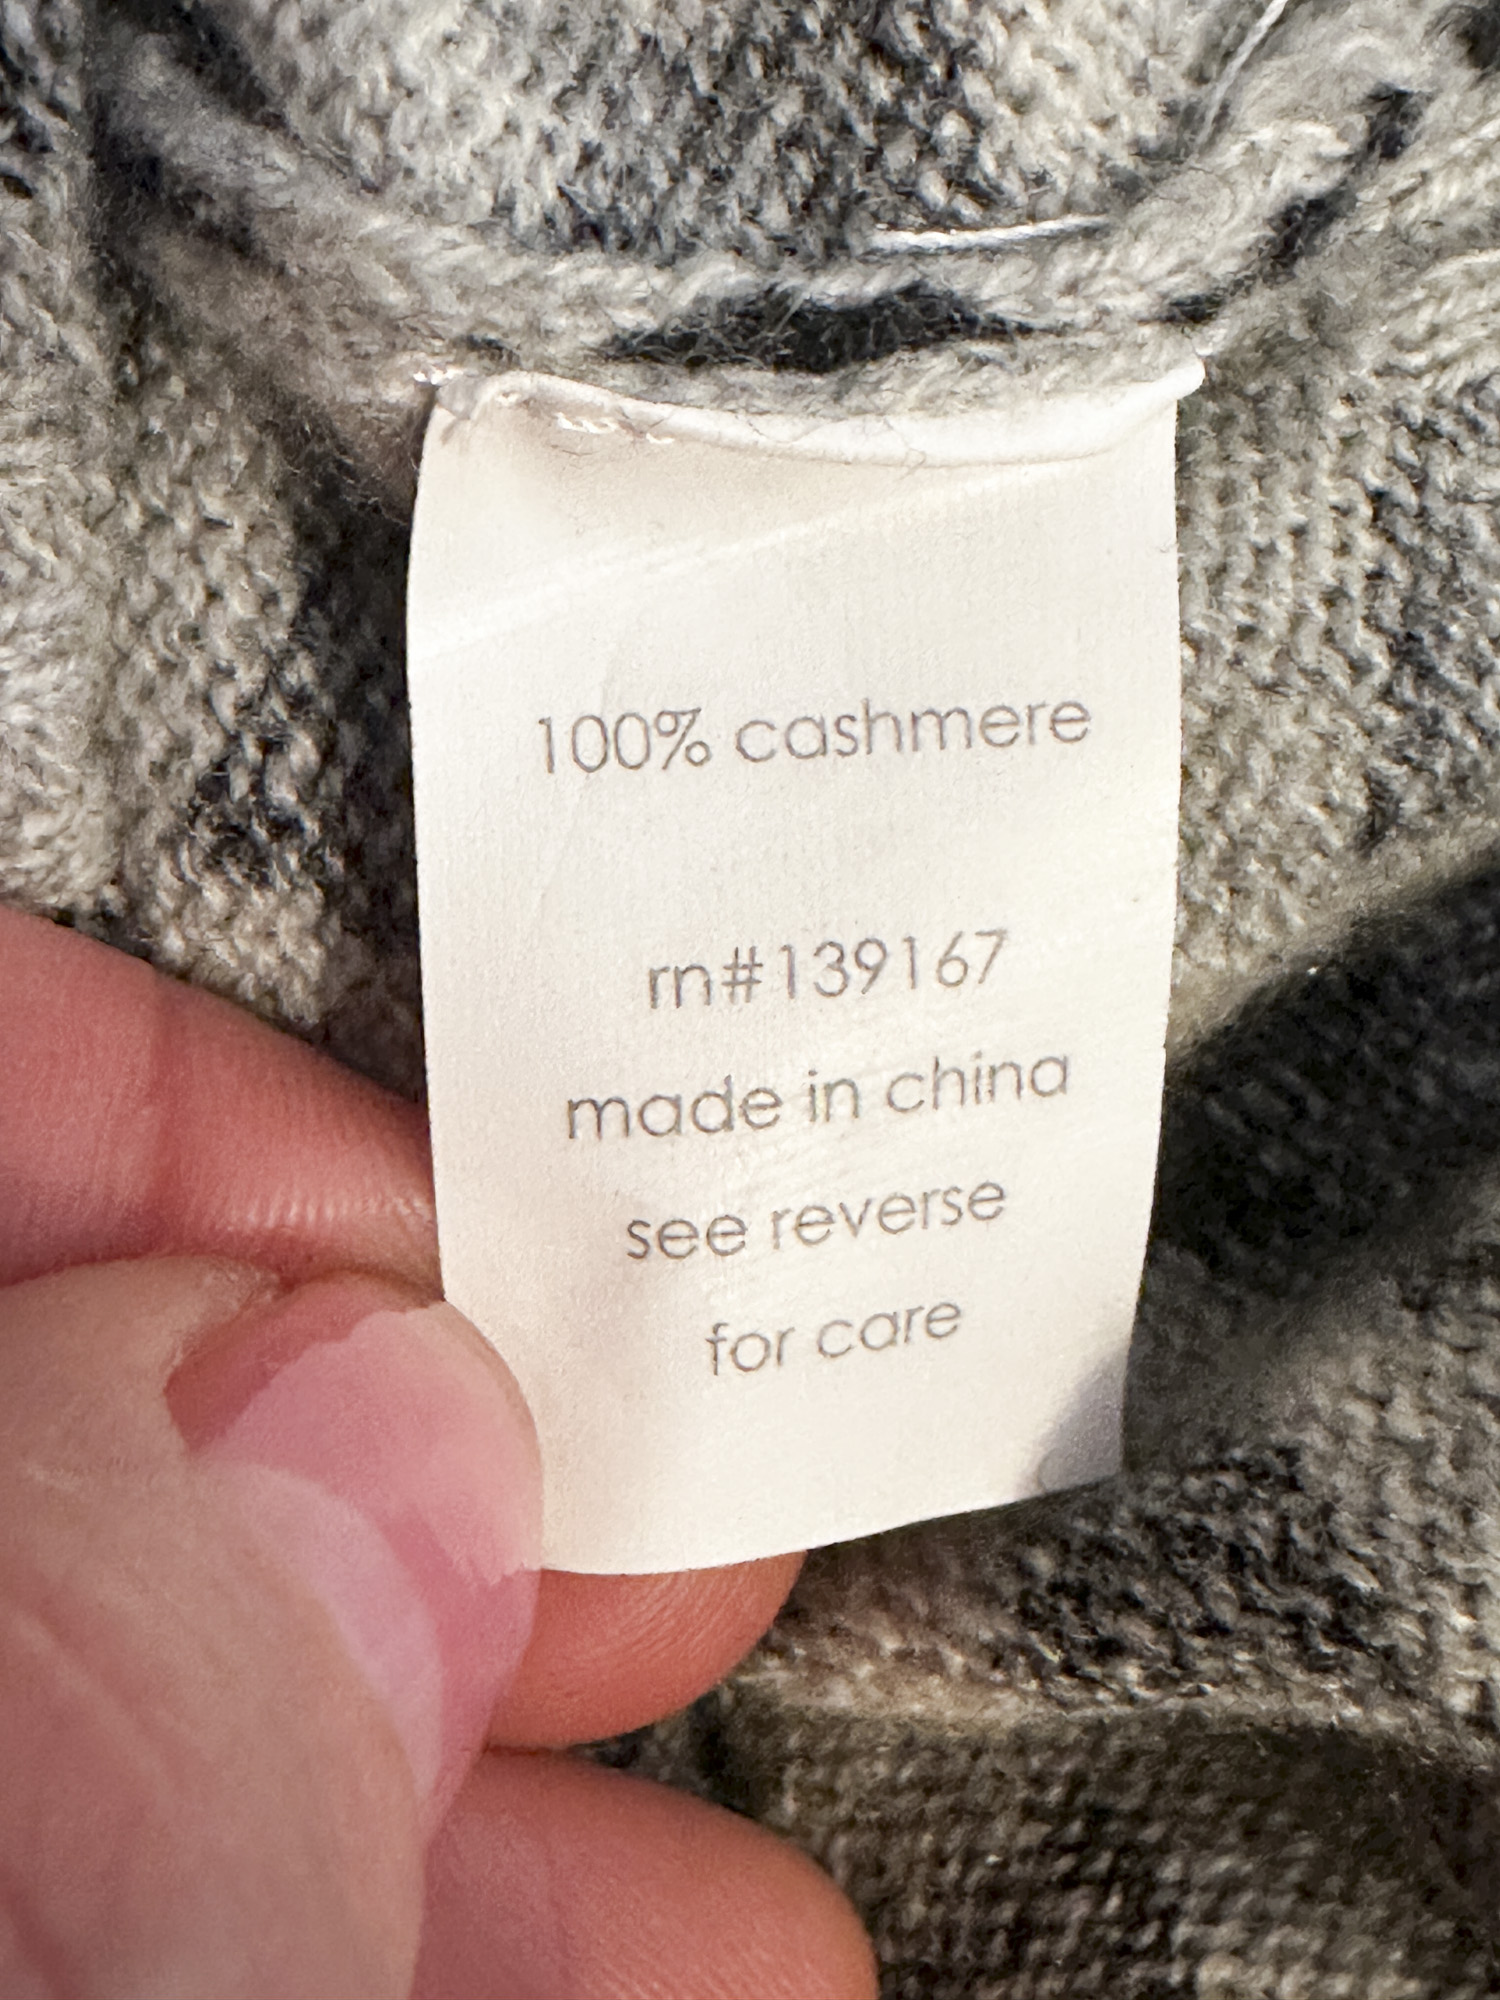 100% cashmere
rn#139167
made in china
see reverse
for care